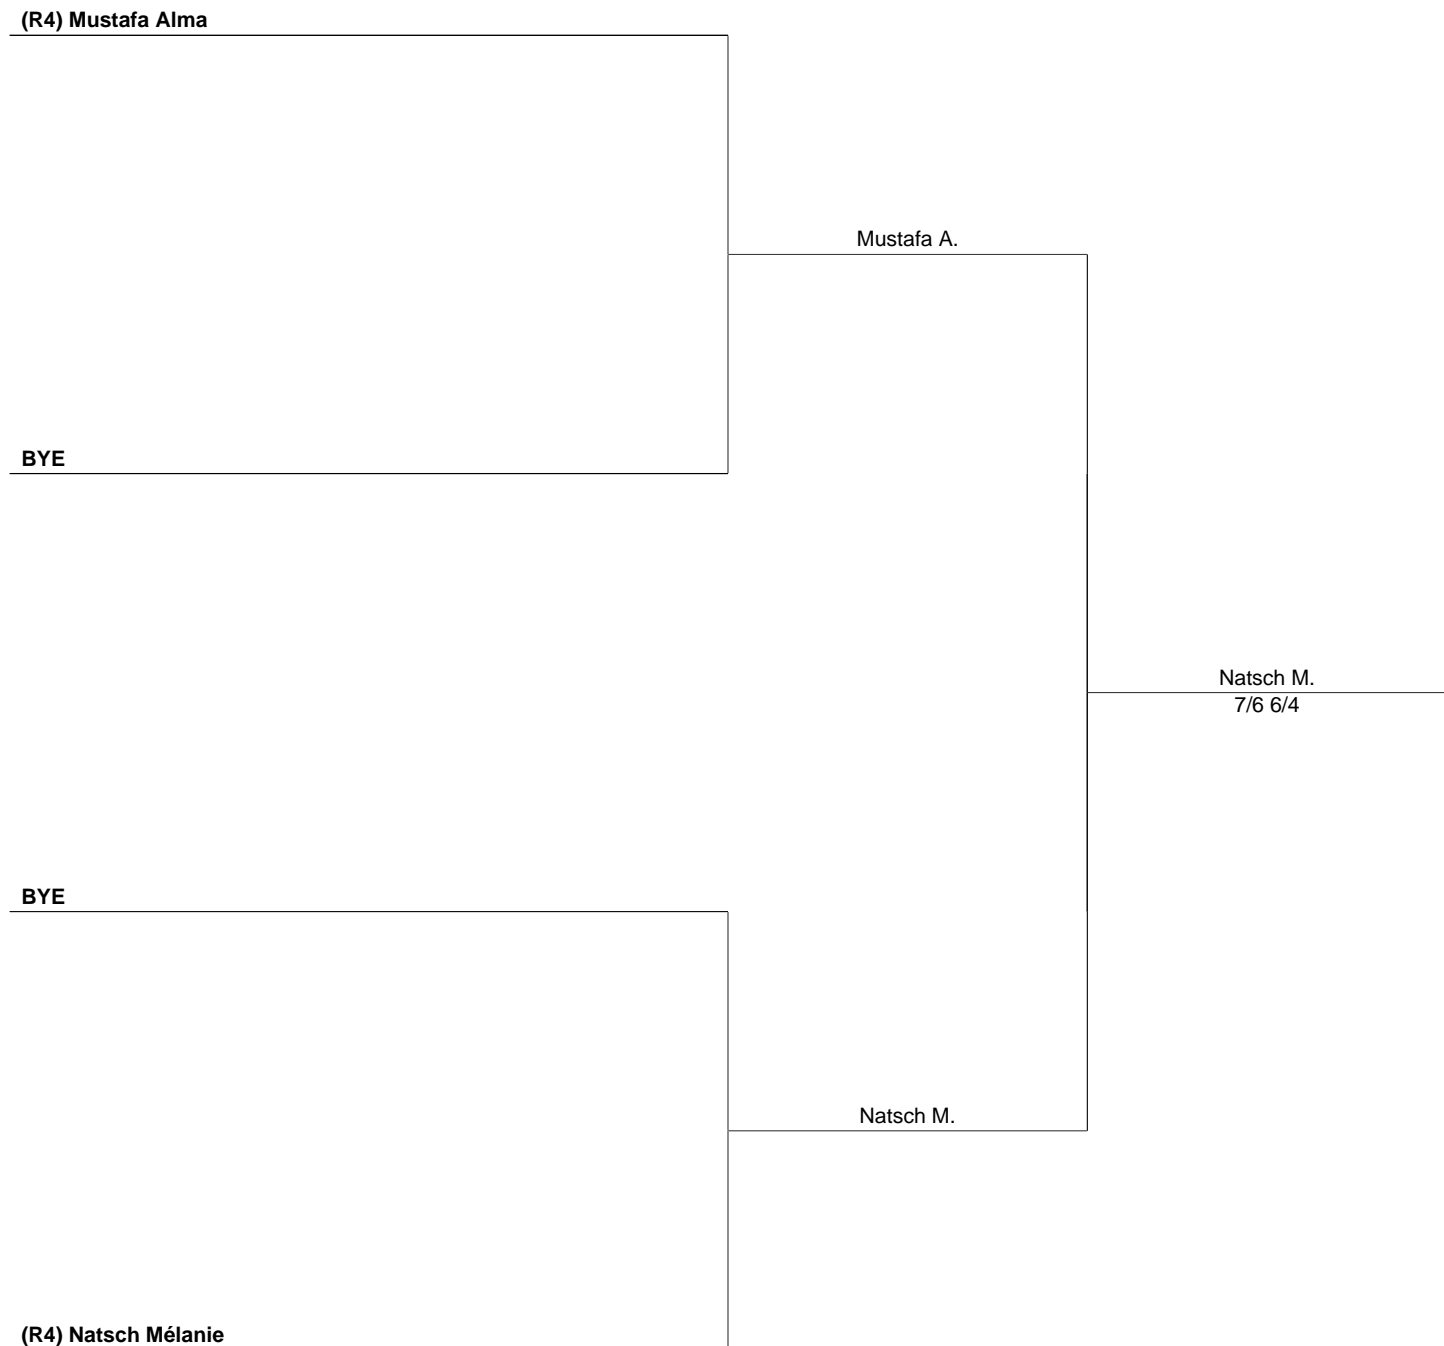 (R4) Mustafa Alma
Mustafa A.
BYE
Natsch M.
7/6 6/4
BYE
Natsch M.
(R4) Natsch Mélanie